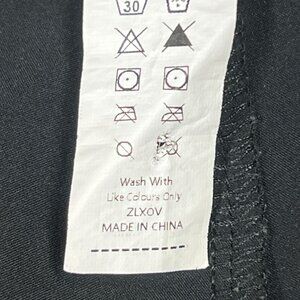 30
Wash With
Like Colours Only
ZLXOV
MADE IN CHINA